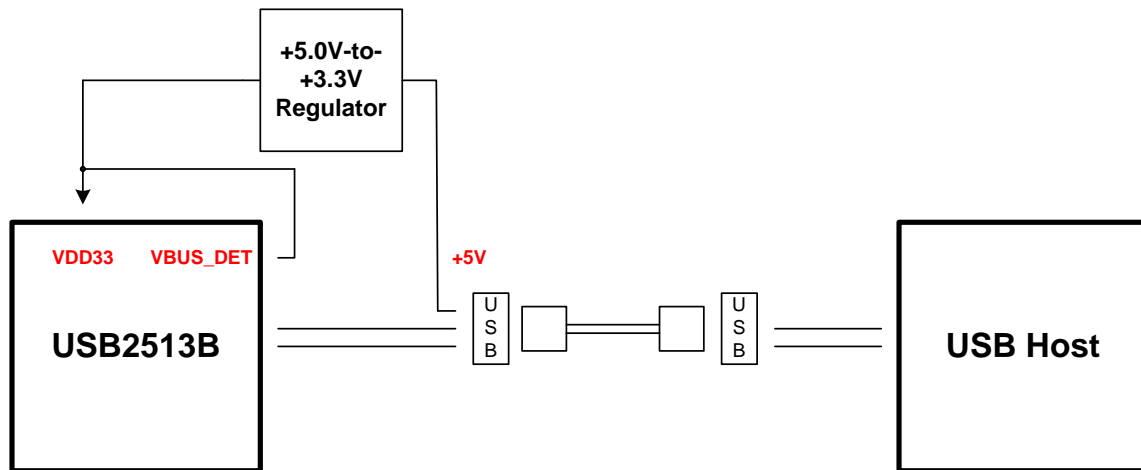 +5.0V-to-
+3.3V
Regulator
VDD33 VBUS_DET
+5V
USB2513B
U
S
B
U
S
B
USB Host